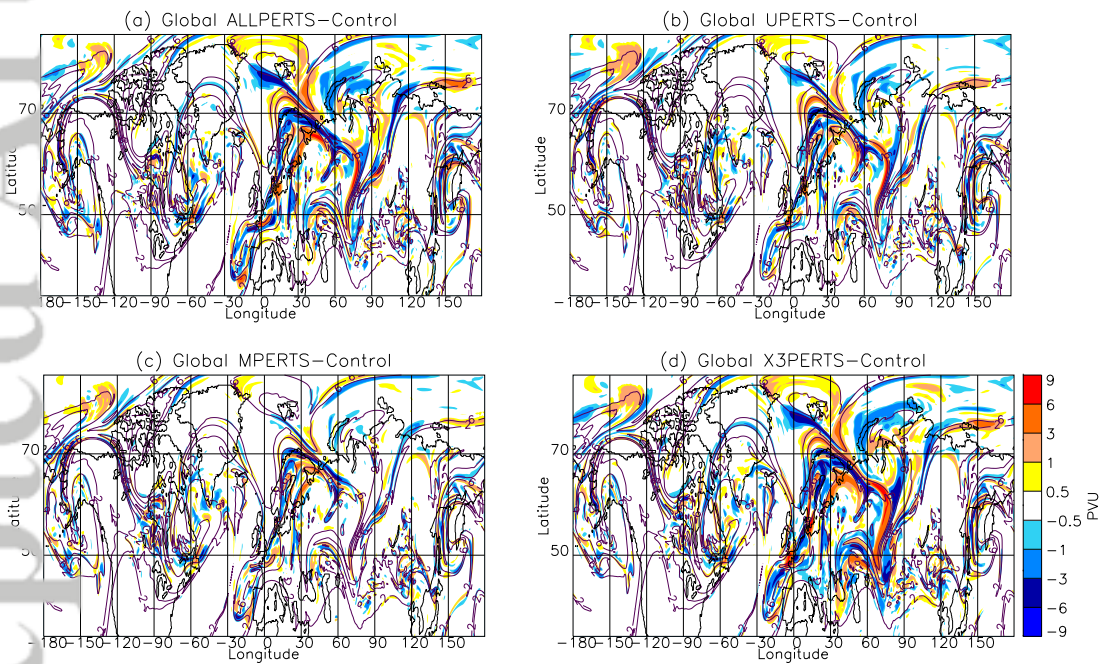 (a) Global ALLPERTS−Control
(b) Global UPERTS−Control
70
50
Latitude
−180−150−120−90 −60 −30 0 30 60 90 120 150
Longitude
70
50
Latitude
−180−150−120−90 −60 −30 0 30 60 90 120 150
Longitude
(c) Global MPERTS−Control
(d) Global X3PERTS−Control
70
−180−150−120−90 −60 −30 0 30 60 90 120 150
Longitude
70
50
Latitude
−180−150−120−90 −60 −30 0 30 60 90 120 150
Longitude
9
6
3
1
0.5
−0.5
−1
−3
−6
−9
PVU